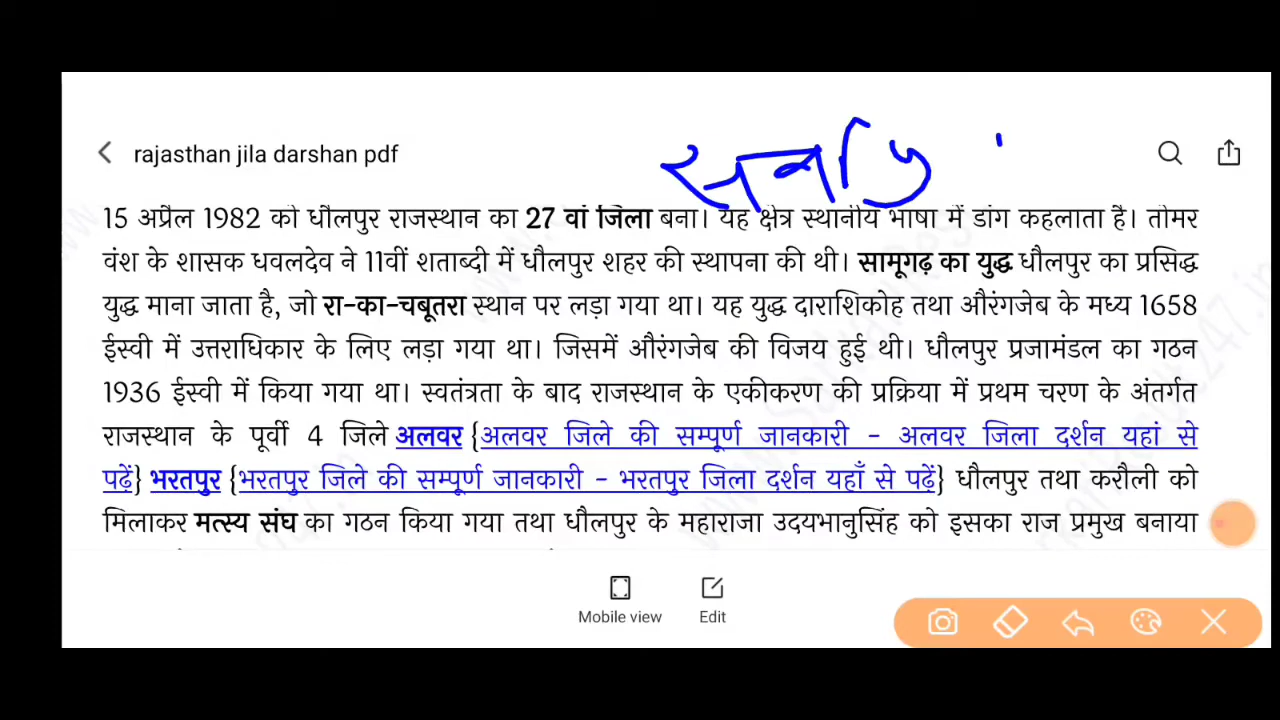 rajasthan jila darshan pdf
15 अप्रैल 1982 को धौलपुर राजस्थान का 27 वां जिला बना। यह क्षेत्र स्थानीय भाषा में डांग कहलाता है। तोमर
वंश के शासक धवलदेव ने 11वीं शताब्दी में धौलपुर शहर की स्थापना की थी। सामूगढ़ का युद्ध धौलपुर का प्रसिद्ध
युद्ध माना जाता है, जो रा-का-चबूतरा स्थान पर लड़ा गया था। यह युद्ध दाराशिकोह तथा औरंगजेब के मध्य 1658
ईस्वी में उत्तराधिकार के लिए लड़ा गया था। जिसमें औरंगजेब की विजय हुई थी। धौलपुर प्रजामंडल का गठन
1936 ईस्वी में किया गया था। स्वतंत्रता के बाद राजस्थान के एकीकरण की प्रक्रिया में प्रथम चरण के अंतर्गत
राजस्थान के पूर्वी 4 जिले अलवर {अलवर जिले की सम्पूर्ण जानकारी - अलवर जिला दर्शन यहां से
पढ़ें} भरतपुर {भरतपुर जिले की सम्पूर्ण जानकारी - भरतपुर जिला दर्शन यहाँ से पढ़ें} धौलपुर तथा करौली को
मिलाकर मत्स्य संघ का गठन किया गया तथा धौलपुर के महाराजा उदयभानुसिंह को इसका राज प्रमुख बनाया
Mobile view
Edit